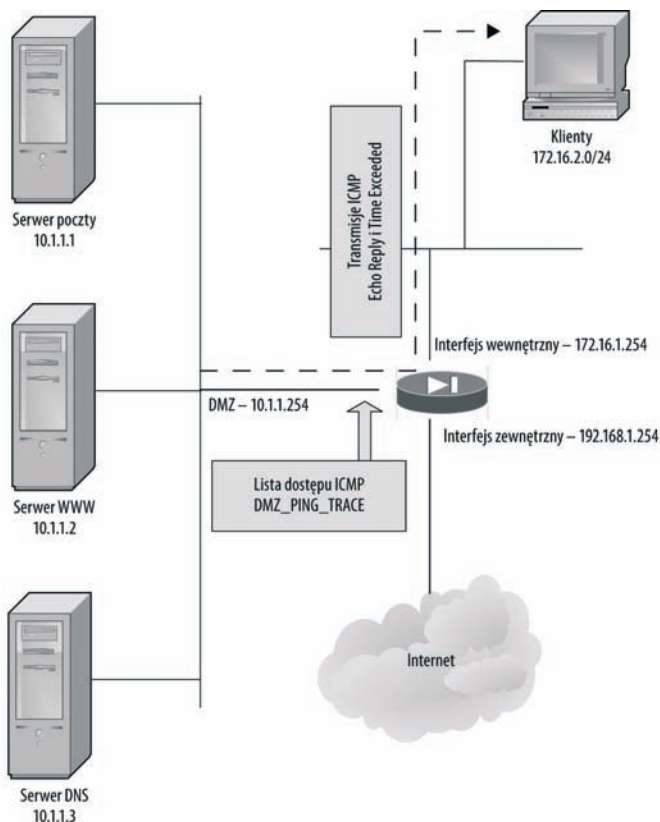 Serwer poczty
10.1.1.1
Klienty
172.16.2.0/24
Transmisje ICMP
Echo Reply i Time Exceeded
Interfejs wewnętrzny – 172.16.1.254
DMZ – 10.1.1.254
Interfejs zewnętrzny – 192.168.1.254
Lista dostępu ICMP
DMZ_PING_TRACE
Serwer WWW
10.1.1.2
Internet
Serwer DNS
10.1.1.3